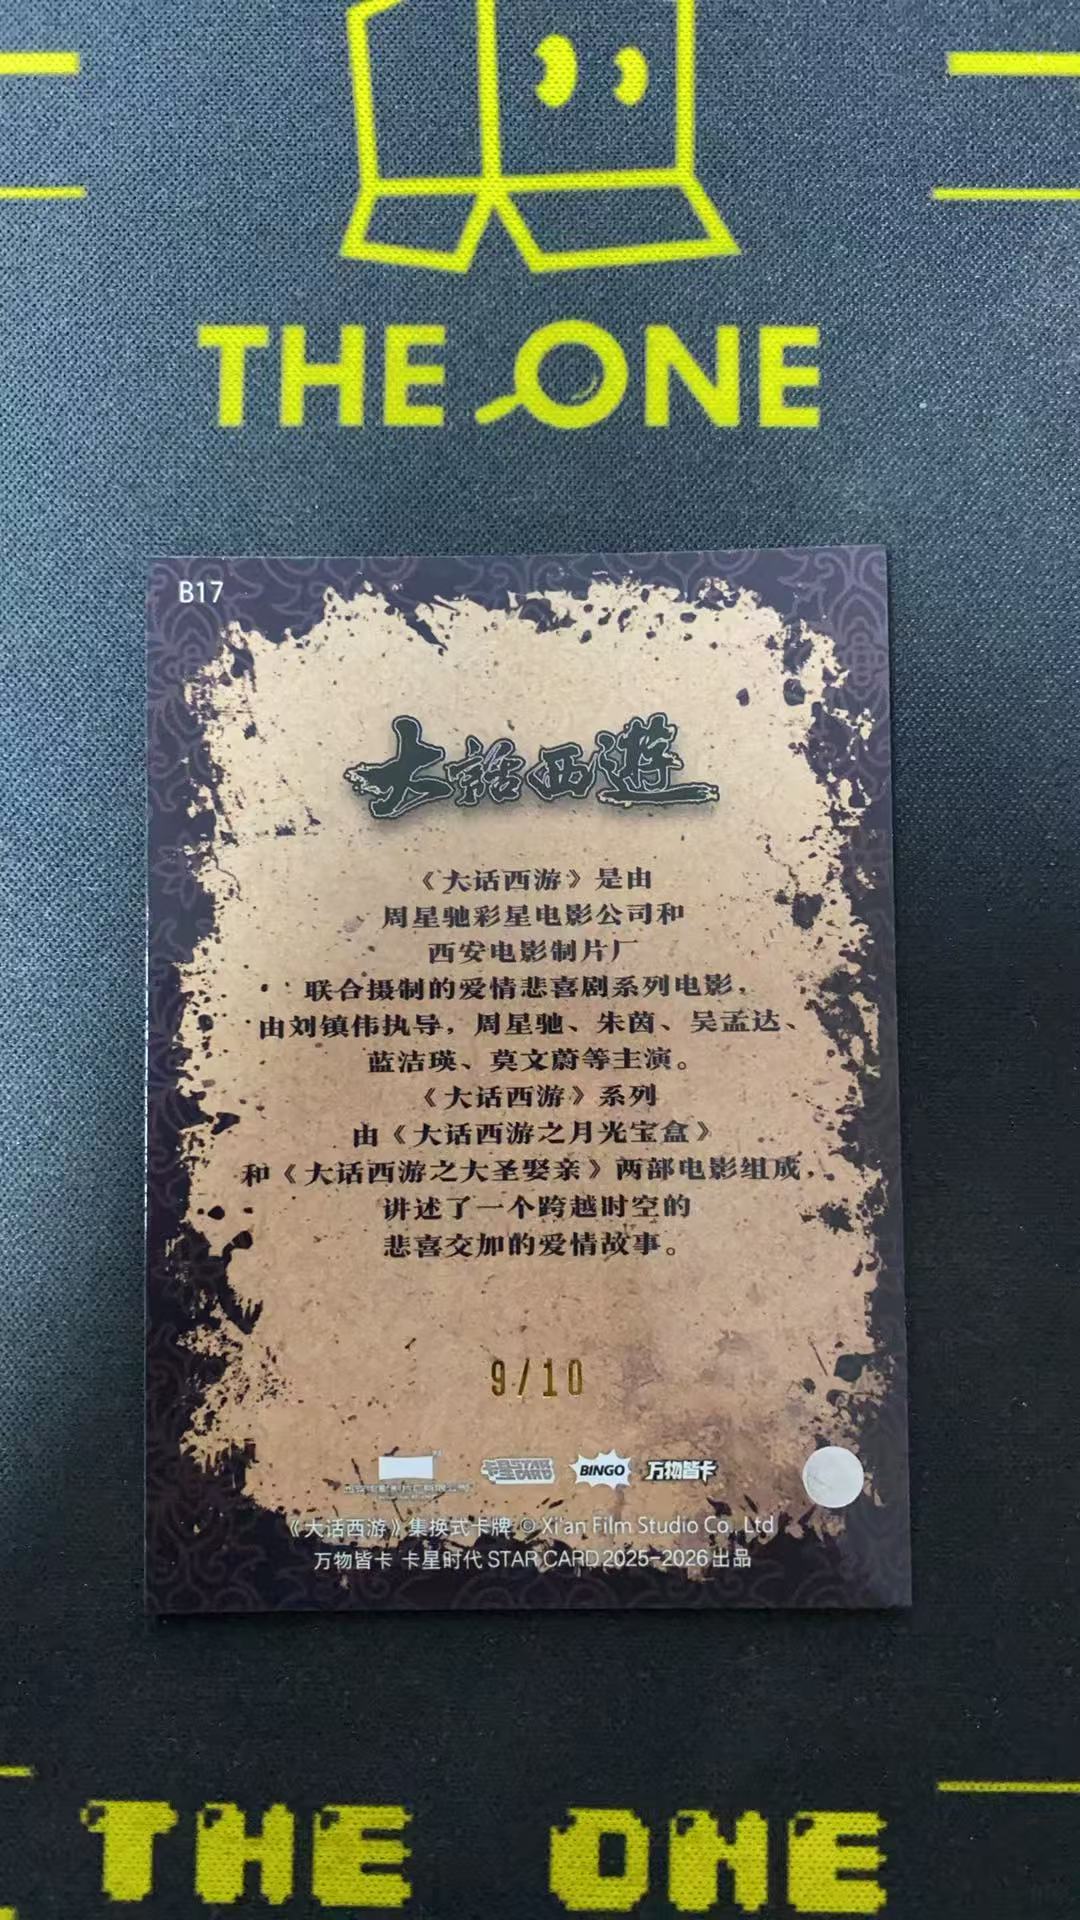 THE ONE
B17
大話西遊
《大话西游》是由
周星驰彩星电影公司和
西安电影制片厂
联合摄制的爱情悲喜剧系列电影，
由刘镇伟执导，周星驰、朱茵、吴孟达、
蓝洁瑛、莫文蔚等主演。
《大话西游》系列
由《大话西游之月光宝盒》
和《大话西游之大圣娶亲》两部电影组成，
讲述了一个跨越时空的
悲喜交加的爱情故事。
9/10
卡星STAR CARD BINGO 万物皆卡
《大话西游》集换式卡牌 © Xi'an Film Studio Co., Ltd
万物皆卡 卡星时代 STAR CARD 2025-2026 出品
THE ONE